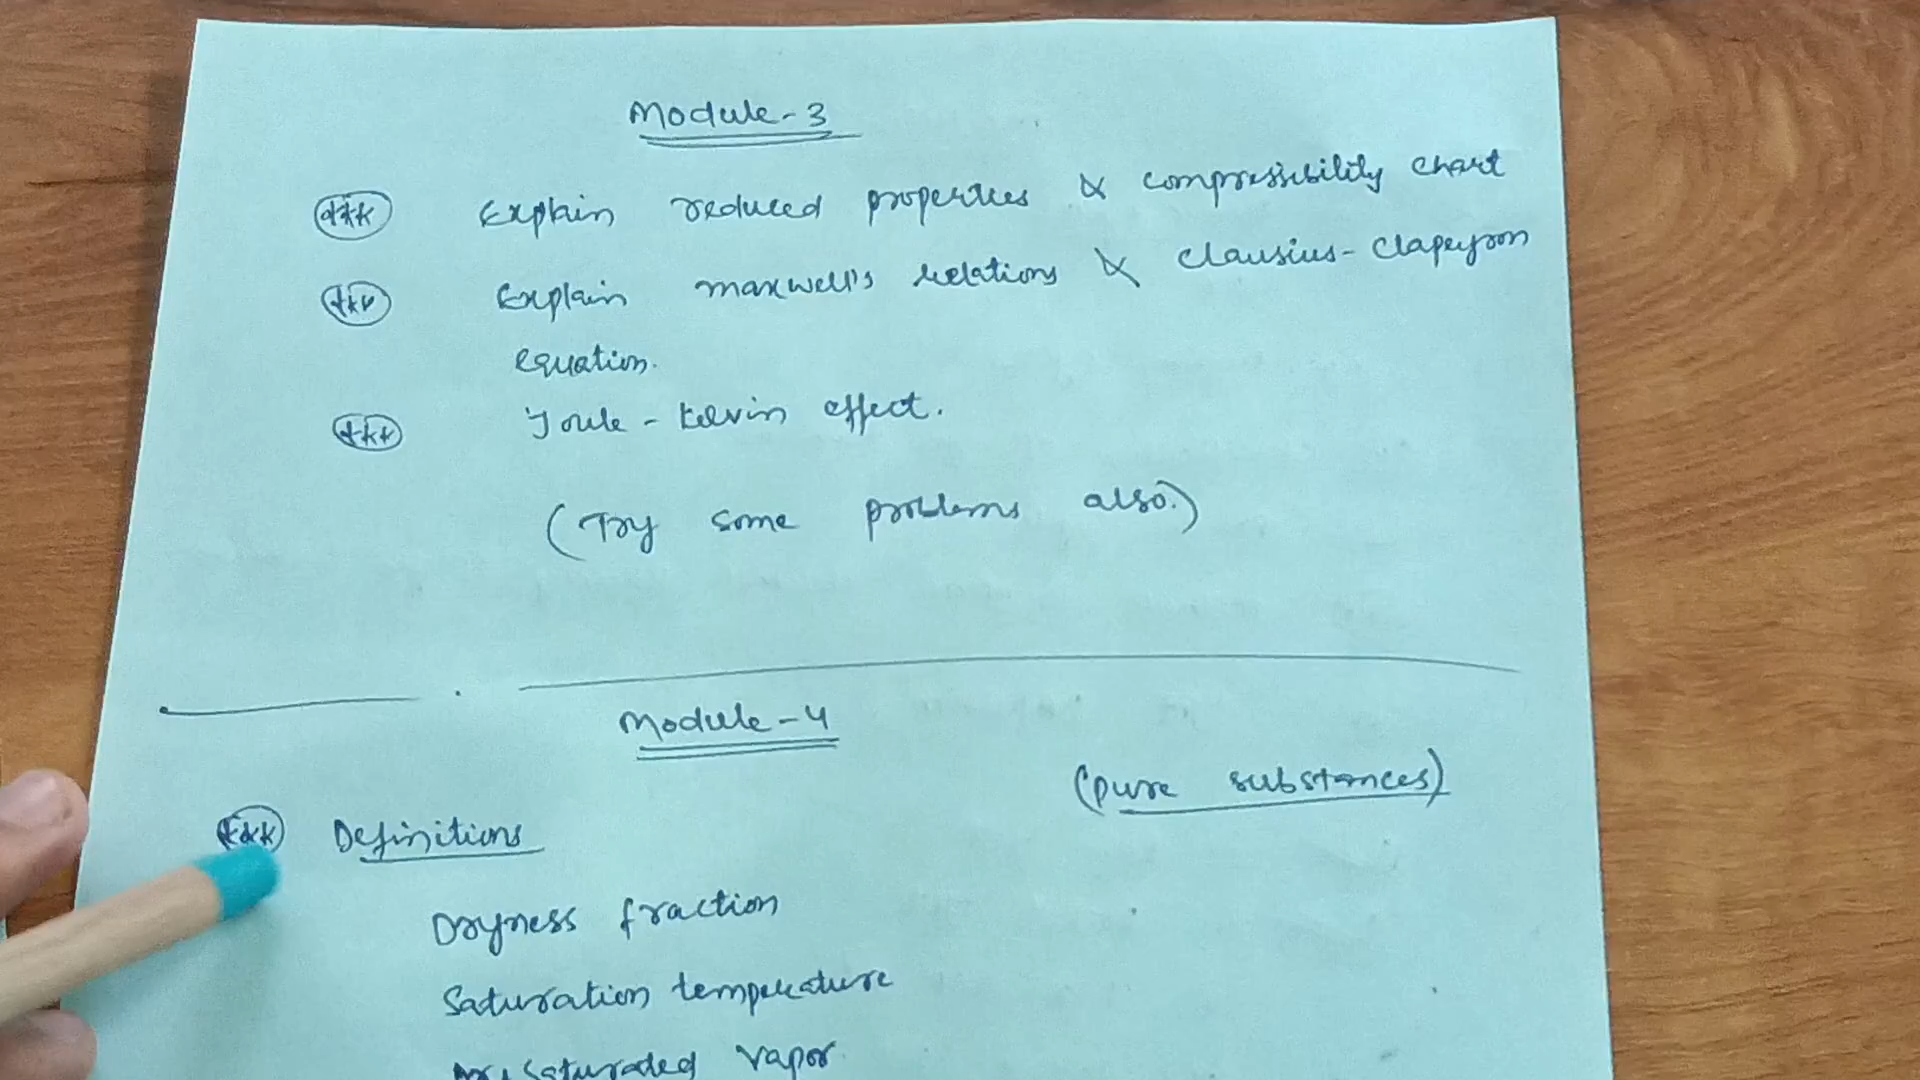 Module-3
*** Explain reduced properties & compressibility chart
*** Explain maxwell's relations & clausius-clapeyron
equation.
*** Joule-kelvin effect.
(Try some problems also.)
Module-4
(pure substances)
*** Definitions
Dryness fraction
Saturation temperature
Saturated vapor